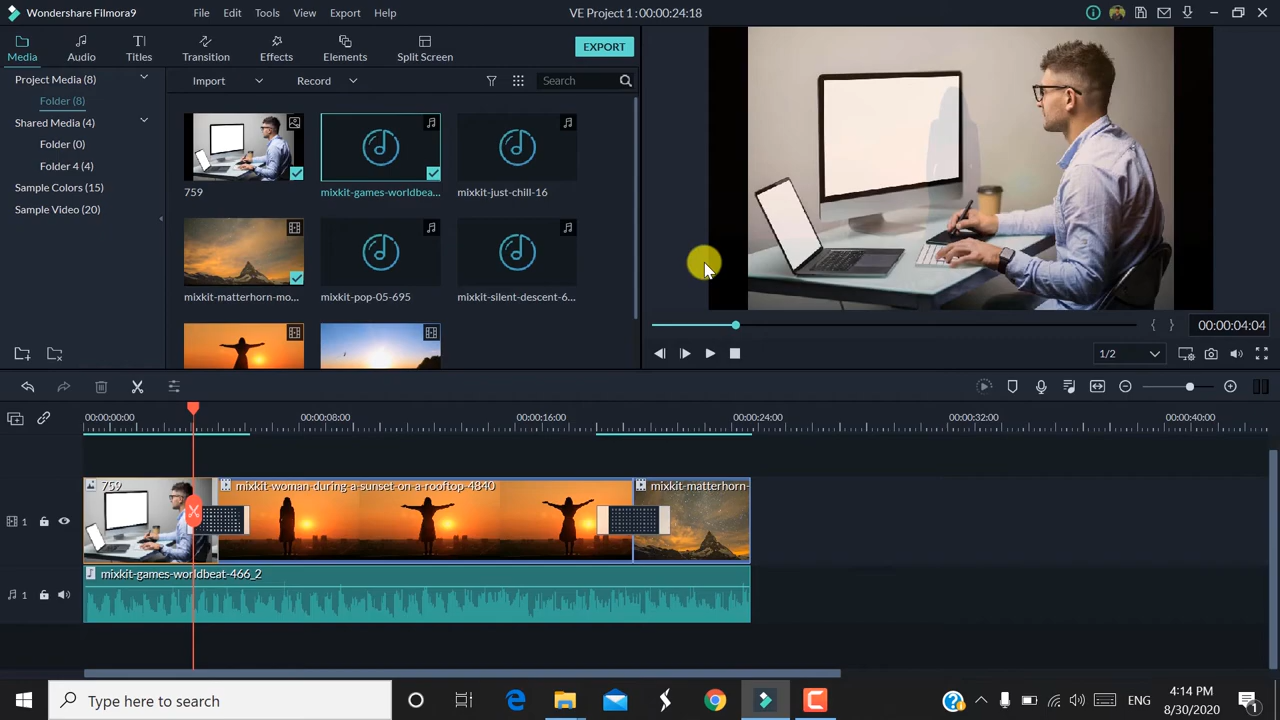 Wondershare Filmora9 File Edit Tools View Export Help VE Project 1 : 00:00:24:18
Media Audio Titles Transition Effects Elements Split Screen EXPORT
Project Media (8)
Folder (8)
Shared Media (4)
Folder (0)
Folder 4 (4)
Sample Colors (15)
Sample Video (20)
Import Record Search
759 mixkit-games-worldbea... mixkit-just-chill-16
mixkit-matterhorn-mo... mixkit-pop-05-695 mixkit-silent-descent-6...
00:00:04:04
1/2
00:00:00:00 00:00:08:00 00:00:16:00 00:00:24:00 00:00:32:00 00:00:40:00
759 mixkit-woman-during-a-sunset-on-a-rooftop-4840 mixkit-matterhorn-
1
mixkit-games-worldbeat-466_2
1
Type here to search
ENG
4:14 PM
8/30/2020
1